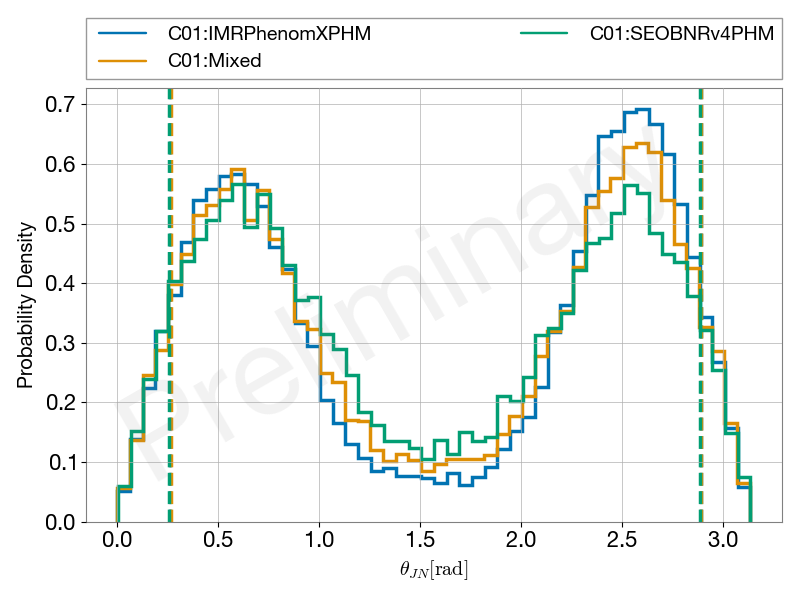 C01:IMRPhenomXPHM
C01:Mixed
C01:SEOBNRv4PHM
Preliminary
Probability Density
0.7
0.6
0.5
0.4
0.3
0.2
0.1
0.0
0.0 0.5 1.0 1.5 2.0 2.5 3.0
θJN[rad]